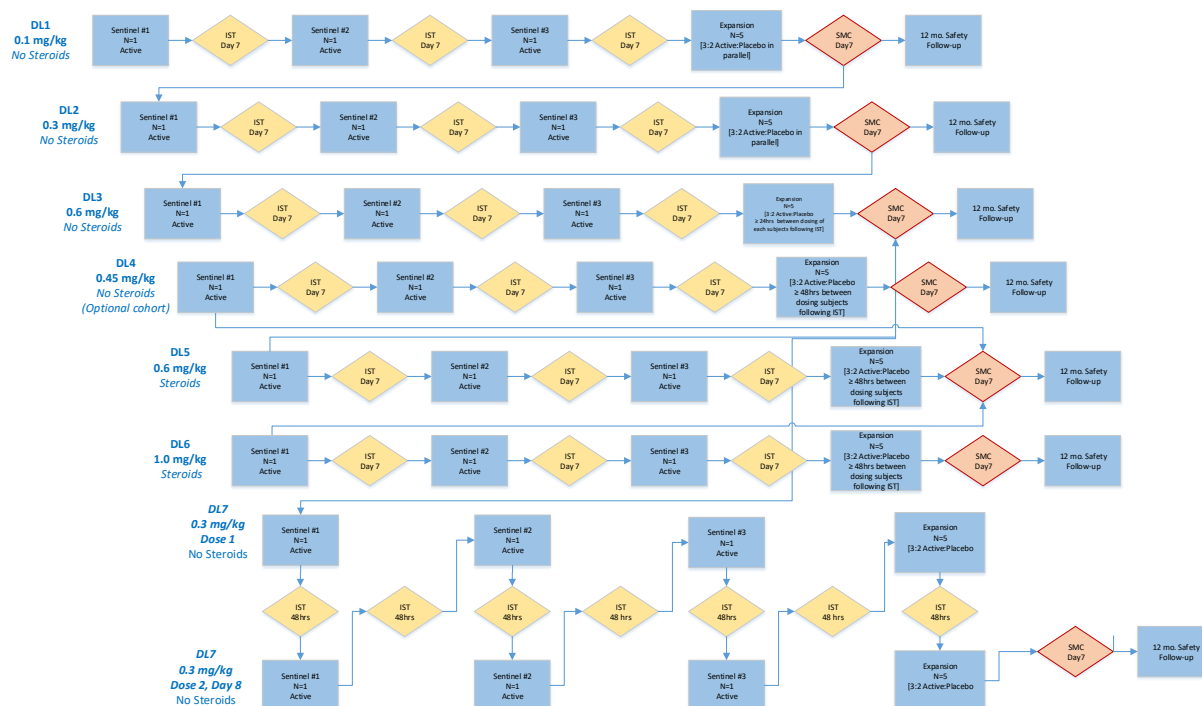 DL1
0.1 mg/kg
No Steroids
Sentinel #1
N=1
Active
IST
Day 7
Sentinel #2
N=1
Active
IST
Day 7
Sentinel #3
N=1
Active
IST
Day 7
Expansion
N=5
[3:2 Active:Placebo in
parallel]
SMC
Day7
12 mo. Safety
Follow-up
DL2
0.3 mg/kg
No Steroids
Sentinel #1
N=1
Active
IST
Day 7
Sentinel #2
N=1
Active
IST
Day 7
Sentinel #3
N=1
Active
IST
Day 7
Expansion
N=5
[3:2 Active:Placebo in
parallel]
SMC
Day7
12 mo. Safety
Follow-up
DL3
0.6 mg/kg
No Steroids
Sentinel #1
N=1
Active
IST
Day 7
Sentinel #2
N=1
Active
IST
Day 7
Sentinel #3
N=1
Active
IST
Day 7
Expansion
N=5
[3:2 Active:Placebo
≥ 24hrs between dosing of
each subjects following IST]
SMC
Day7
12 mo. Safety
Follow-up
DL4
0.45 mg/kg
No Steroids
(Optional cohort)
Sentinel #1
N=1
Active
IST
Day 7
Sentinel #2
N=1
Active
IST
Day 7
Sentinel #3
N=1
Active
IST
Day 7
Expansion
N=5
[3:2 Active:Placebo
≥ 48hrs between
dosing subjects
following IST]
SMC
Day7
12 mo. Safety
Follow-up
DL5
0.6 mg/kg
Steroids
Sentinel #1
N=1
Active
IST
Day 7
Sentinel #2
N=1
Active
IST
Day 7
Sentinel #3
N=1
Active
IST
Day 7
Expansion
N=5
[3:2 Active:Placebo
≥ 48hrs between
dosing subjects
following IST]
SMC
Day7
12 mo. Safety
Follow-up
DL6
1.0 mg/kg
Steroids
Sentinel #1
N=1
Active
IST
Day 7
Sentinel #2
N=1
Active
IST
Day 7
Sentinel #3
N=1
Active
IST
Day 7
Expansion
N=5
[3:2 Active:Placebo
≥ 48hrs between
dosing subjects
following IST]
SMC
Day7
12 mo. Safety
Follow-up
DL7
0.3 mg/kg
Dose 1
No Steroids
Sentinel #1
N=1
Active
Sentinel #2
N=1
Active
Sentinel #3
N=1
Active
Expansion
N=5
[3:2 Active:Placebo
IST
48hrs
IST
48hrs
IST
48hrs
IST
48 hrs
IST
48hrs
IST
48 hrs
IST
48hrs
DL7
0.3 mg/kg
Dose 2, Day 8
No Steroids
Sentinel #1
N=1
Active
Sentinel #2
N=1
Active
Sentinel #3
N=1
Active
Expansion
N=5
[3:2 Active:Placebo
SMC
Day7
12 mo. Safety
Follow-up